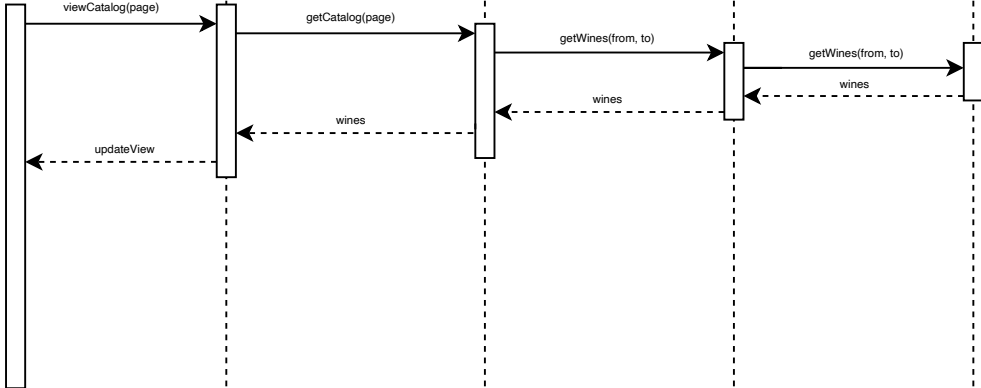 viewCatalog(page)
getCatalog(page)
getWines(from, to)
getWines(from, to)
wines
wines
wines
updateView